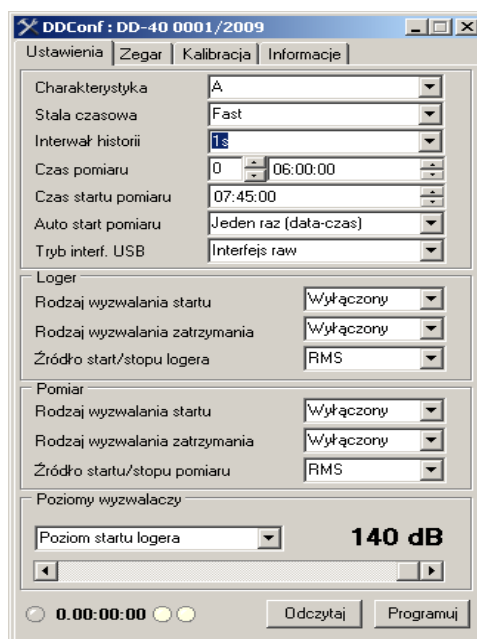 DDConf : DD-40 0001/2009
Ustawienia Zegar Kalibracja Informacje
Charakterystyka A
Stala czasowa Fast
Interwał historii 1s
Czas pomiaru 0 06:00:00
Czas startu pomiaru 07:45:00
Auto start pomiaru Jeden raz (data-czas)
Tryb interf. USB Interfejs raw
Loger
Rodzaj wyzwalania startu Wyłączony
Rodzaj wyzwalania zatrzymania Wyłączony
Źródło start/stopu logera RMS
Pomiar
Rodzaj wyzwalania startu Wyłączony
Rodzaj wyzwalania zatrzymania Wyłączony
Źródło startu/stopu pomiaru RMS
Poziomy wyzwalaczy
Poziom startu logera 140 dB
0.00:00:00 Odczytaj Programuj